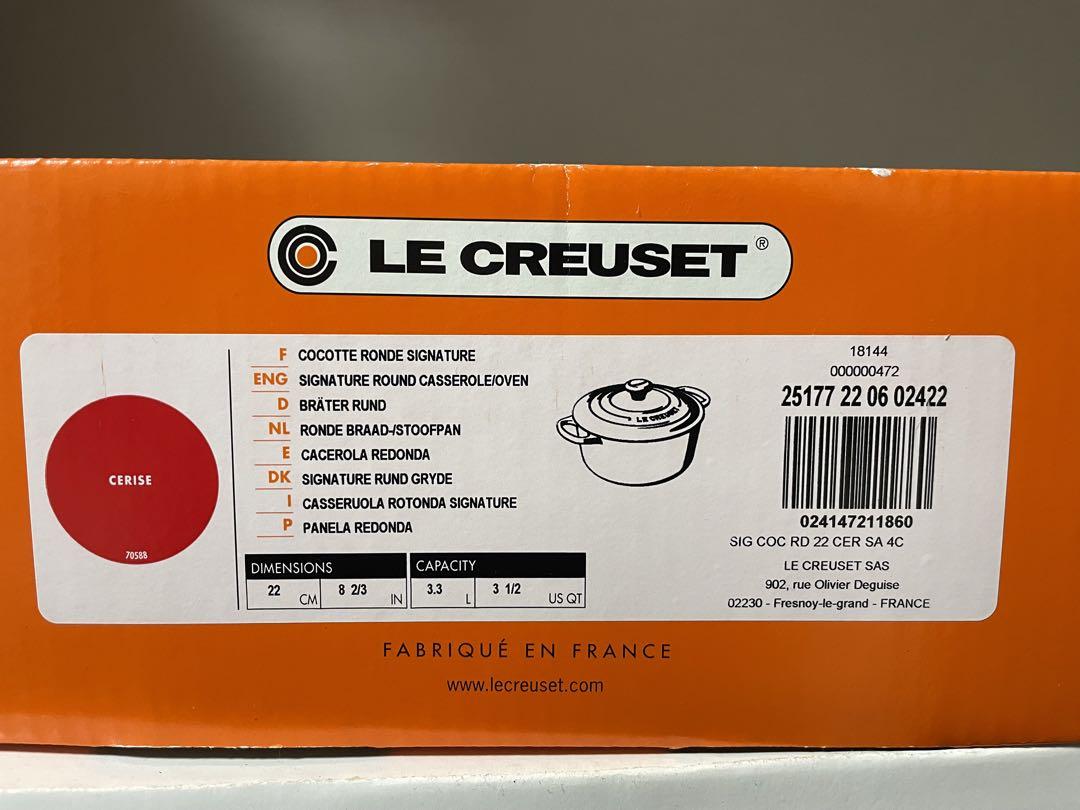 LE CREUSET ®
CERISE
70588
F COCOTTE RONDE SIGNATURE
ENG SIGNATURE ROUND CASSEROLE/OVEN
D BRÄTER RUND
NL RONDE BRAAD-/STOOFPAN
E CACEROLA REDONDA
DK SIGNATURE RUND GRYDE
I CASSERUOLA ROTONDA SIGNATURE
P PANELA REDONDA
DIMENSIONS
22 CM 8 2/3 IN
CAPACITY
3.3 L 3 1/2 US QT
LE CREUSET
18144
000000472
25177 22 06 02422
024147211860
SIG COC RD 22 CER SA 4C
LE CREUSET SAS
902, rue Olivier Deguise
02230 - Fresnoy-le-grand - FRANCE
FABRIQUÉ EN FRANCE
www.lecreuset.com